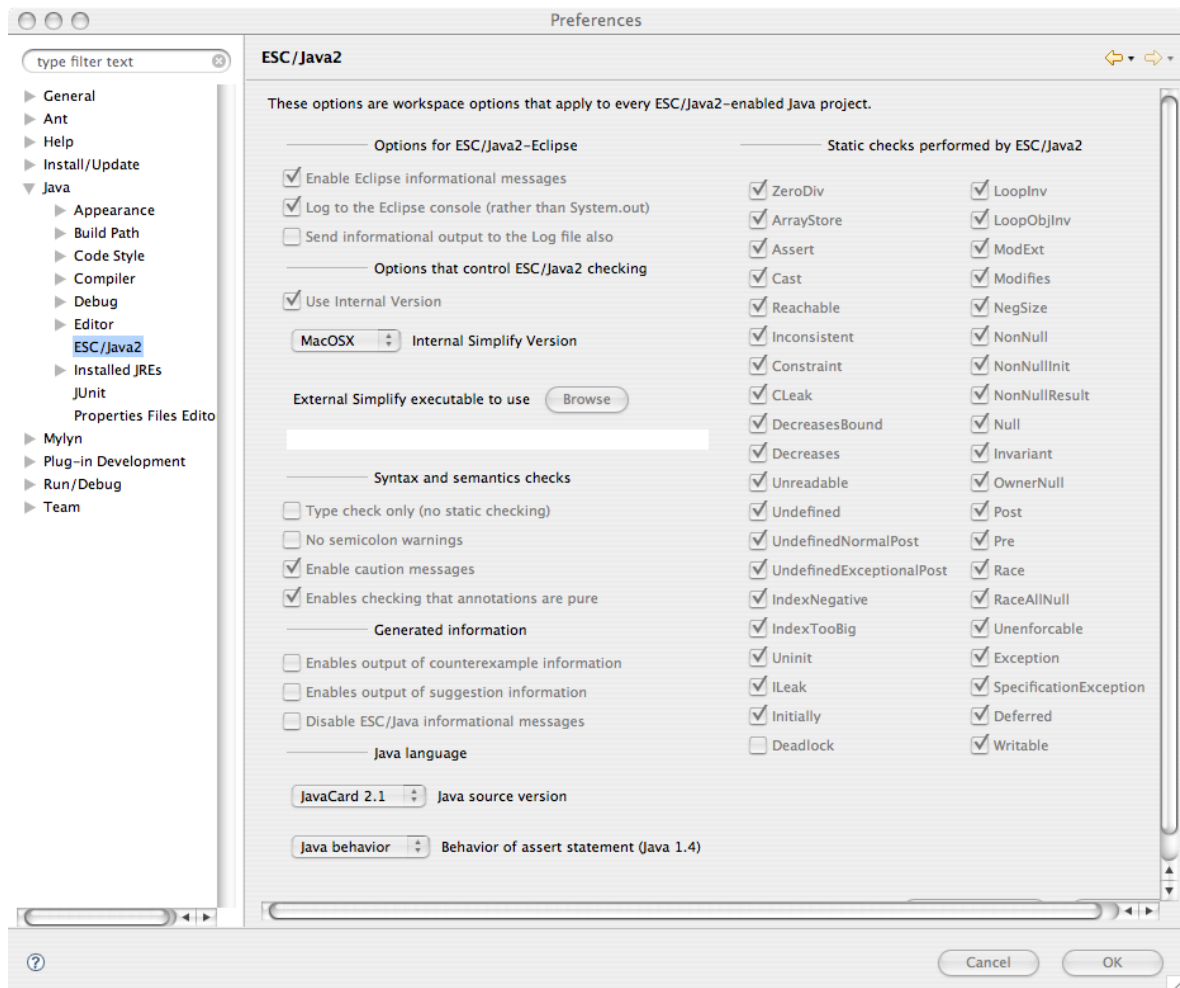 Preferences
type filter text
General
Ant
Help
Install/Update
Java
Appearance
Build Path
Code Style
Compiler
Debug
Editor
ESC/Java2
Installed JREs
JUnit
Properties Files Edito
Mylyn
Plug-in Development
Run/Debug
Team
ESC/Java2
These options are workspace options that apply to every ESC/Java2-enabled Java project.
Options for ESC/Java2-Eclipse
Enable Eclipse informational messages
Log to the Eclipse console (rather than System.out)
Send informational output to the Log file also
Options that control ESC/Java2 checking
Use Internal Version
MacOSX Internal Simplify Version
External Simplify executable to use Browse
Syntax and semantics checks
Type check only (no static checking)
No semicolon warnings
Enable caution messages
Enables checking that annotations are pure
Generated information
Enables output of counterexample information
Enables output of suggestion information
Disable ESC/Java informational messages
Java language
JavaCard 2.1 Java source version
Java behavior Behavior of assert statement (Java 1.4)
Static checks performed by ESC/Java2
ZeroDiv
ArrayStore
Assert
Cast
Reachable
Inconsistent
Constraint
CLeak
DecreasesBound
Decreases
Unreadable
Undefined
UndefinedNormalPost
UndefinedExceptionalPost
IndexNegative
IndexTooBig
Uninit
ILeak
Initially
Deadlock
LoopInv
LoopObjInv
ModExt
Modifies
NegSize
NonNull
NonNullInit
NonNullResult
Null
Invariant
OwnerNull
Post
Pre
Race
RaceAllNull
Unenforcable
Exception
SpecificationException
Deferred
Writable
?
Cancel
OK